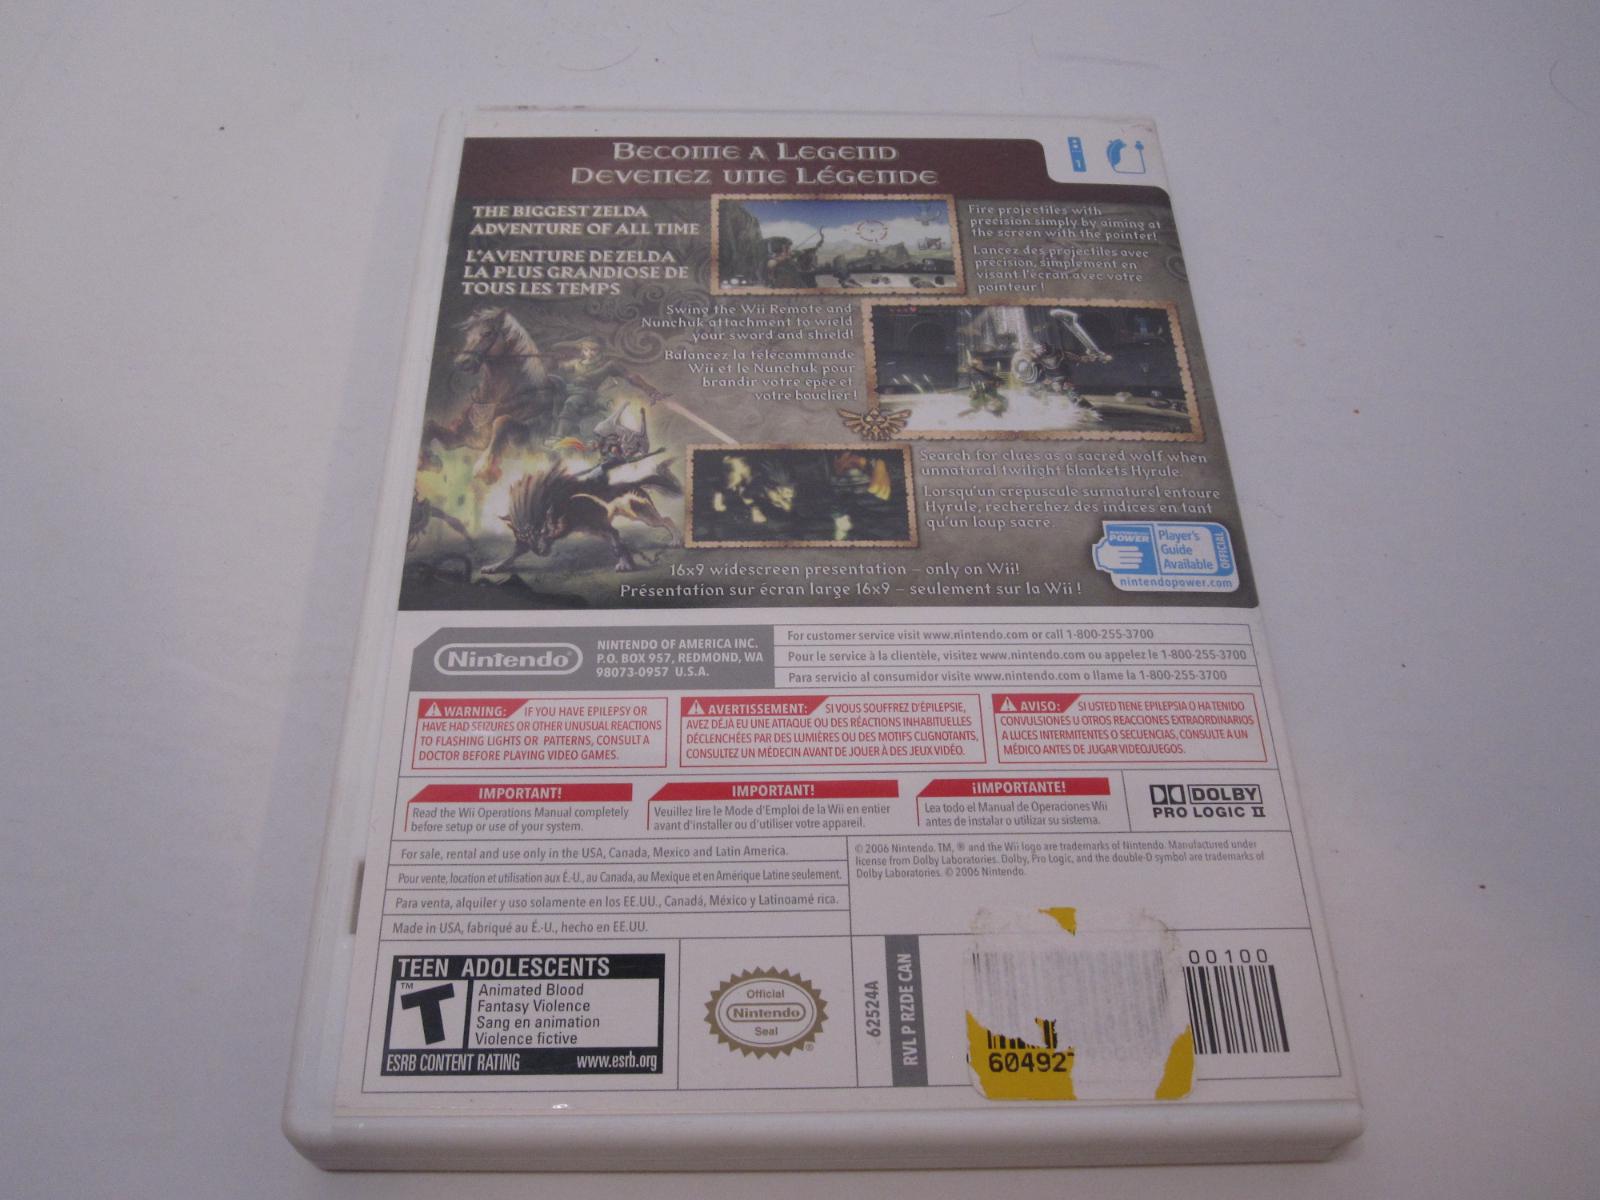 BECOME A LEGEND
DEVENEZ UNE LÉGENDE
THE BIGGEST ZELDA
ADVENTURE OF ALL TIME
L'AVENTURE DE ZELDA
LA PLUS GRANDIOSE DE
TOUS LES TEMPS
Fire projectiles with
precision simply by aiming at
the screen with the pointer!
Lancez des projectiles avec
précision, simplement en
visant l'écran avec votre
pointeur !
Swing the Wii Remote and
Nunchuk attachment to wield
your sword and shield!
Balancez la télécommande
Wii et le Nunchuk pour
brandir votre épée et
votre bouclier !
Search for clues as a sacred wolf when
unnatural twilight blankets Hyrule.
Lorsqu'un crépuscule surnaturel entoure
Hyrule, recherchez des indices en tant
qu'un loup sacre.
POWER
Player's
Guide
Available
OFFICIAL
nintendopower.com
16x9 widescreen presentation – only on Wii!
Présentation sur écran large 16x9 – seulement sur la Wii !
Nintendo
NINTENDO OF AMERICA INC.
P.O. BOX 957, REDMOND, WA
98073-0957 U.S.A.
For customer service visit www.nintendo.com or call 1-800-255-3700
Pour le service à la clientèle, visitez www.nintendo.com ou appelez le 1-800-255-3700
Para servicio al consumidor visite www.nintendo.com o llame la 1-800-255-3700
WARNING: IF YOU HAVE EPILEPSY OR
HAVE HAD SEIZURES OR OTHER UNUSUAL REACTIONS
TO FLASHING LIGHTS OR PATTERNS, CONSULT A
DOCTOR BEFORE PLAYING VIDEO GAMES.
AVERTISSEMENT: SI VOUS SOUFFREZ D'ÉPILEPSIE,
AVEZ DÉJÀ EU UNE ATTAQUE OU DES RÉACTIONS INHABITUELLES
DÉCLENCHÉES PAR DES LUMIÈRES OU DES MOTIFS CLIGNOTANTS,
CONSULTEZ UN MÉDECIN AVANT DE JOUER À DES JEUX VIDÉO.
AVISO: SI USTED TIENE EPILEPSIA O HA TENIDO
CONVULSIONES U OTROS REACCIONES EXTRAORDINARIOS
A LUCES INTERMITENTES O SECUENCIAS, CONSULTE A UN
MÉDICO ANTES DE JUGAR VIDEOJUEGOS.
IMPORTANT!
Read the Wii Operations Manual completely
before setup or use of your system.
IMPORTANT!
Veuillez lire le Mode d'Emploi de la Wii en entier
avant d'installer ou d'utiliser votre appareil.
¡IMPORTANTE!
Lea todo el Manual de Operaciones Wii
antes de instalar o utilizar su sistema.
DOLBY
PRO LOGIC II
For sale, rental and use only in the USA, Canada, Mexico and Latin America.
Pour vente, location et utilisation aux É.-U., au Canada, au Mexique et en Amérique Latine seulement.
Para venta, alquiler y uso solamente en los EE.UU., Canadá, México y Latinoamé rica.
Made in USA, fabriqué au É.-U., hecho en EE.UU.
© 2006 Nintendo. TM, ® and the Wii logo are trademarks of Nintendo. Manufactured under
license from Dolby Laboratories. Dolby, Pro Logic, and the double-D symbol are trademarks of
Dolby Laboratories. © 2006 Nintendo.
TEEN ADOLESCENTS
T
TM
Animated Blood
Fantasy Violence
Sang en animation
Violence fictive
ESRB CONTENT RATING www.esrb.org
Official
Nintendo
Seal
®
62524A
RVL P RZDE CAN
60492
00100